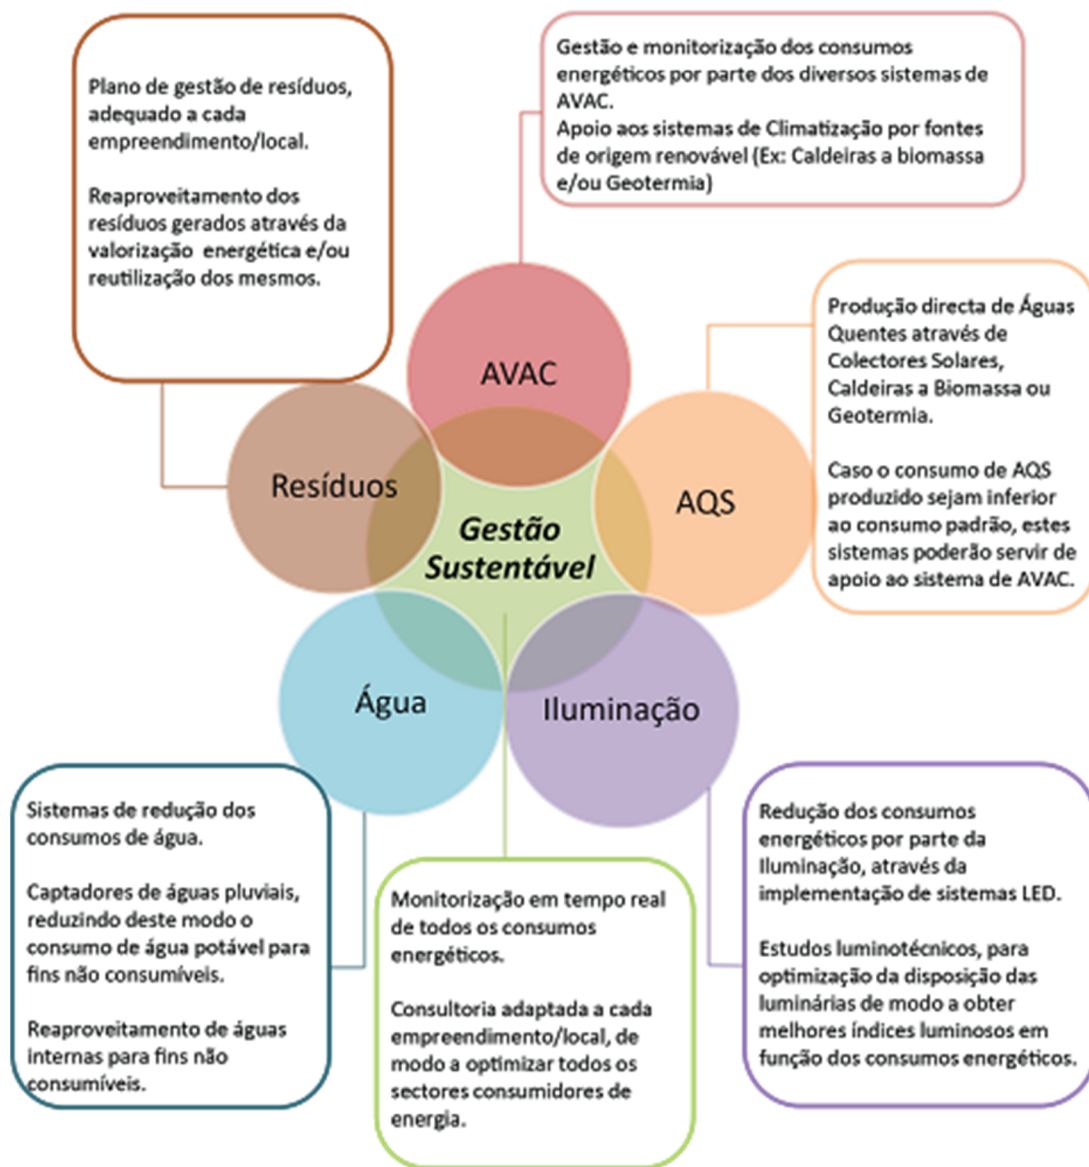 Plano de gestão de resíduos,
adequado a cada
empreendimento/local.
Reaproveitamento dos
resíduos gerados através da
valorização energética e/ou
reutilização dos mesmos.
Gestão e monitorização dos consumos
energéticos por parte dos diversos sistemas de
AVAC.
Apoio aos sistemas de Climatização por fontes
de origem renovável (Ex: Caldeiras a biomassa
e/ou Geotermia)
Produção directa de Águas
Quentes através de
Colectores Solares,
Caldeiras a Biomassa ou
Geotermia.
Caso o consumo de AQS
produzido sejam inferior
ao consumo padrão, estes
sistemas poderão servir de
apoio ao sistema de AVAC.
AVAC
Resíduos
AQS
Gestão
Sustentável
Água
Iluminação
Sistemas de redução dos
consumos de água.
Captadores de águas pluviais,
reduzindo deste modo o
consumo de água potável para
fins não consumíveis.
Reaproveitamento de águas
internas para fins não
consumíveis.
Monitorização em tempo real
de todos os consumos
energéticos.
Consultoria adaptada a cada
empreendimento/local, de
modo a optimizar todos os
sectores consumidores de
energia.
Redução dos consumos
energéticos por parte da
Iluminação, através da
implementação de sistemas LED.
Estudos luminotécnicos, para
optimização da disposição das
luminárias de modo a obter
melhores índices luminosos em
função dos consumos energéticos.